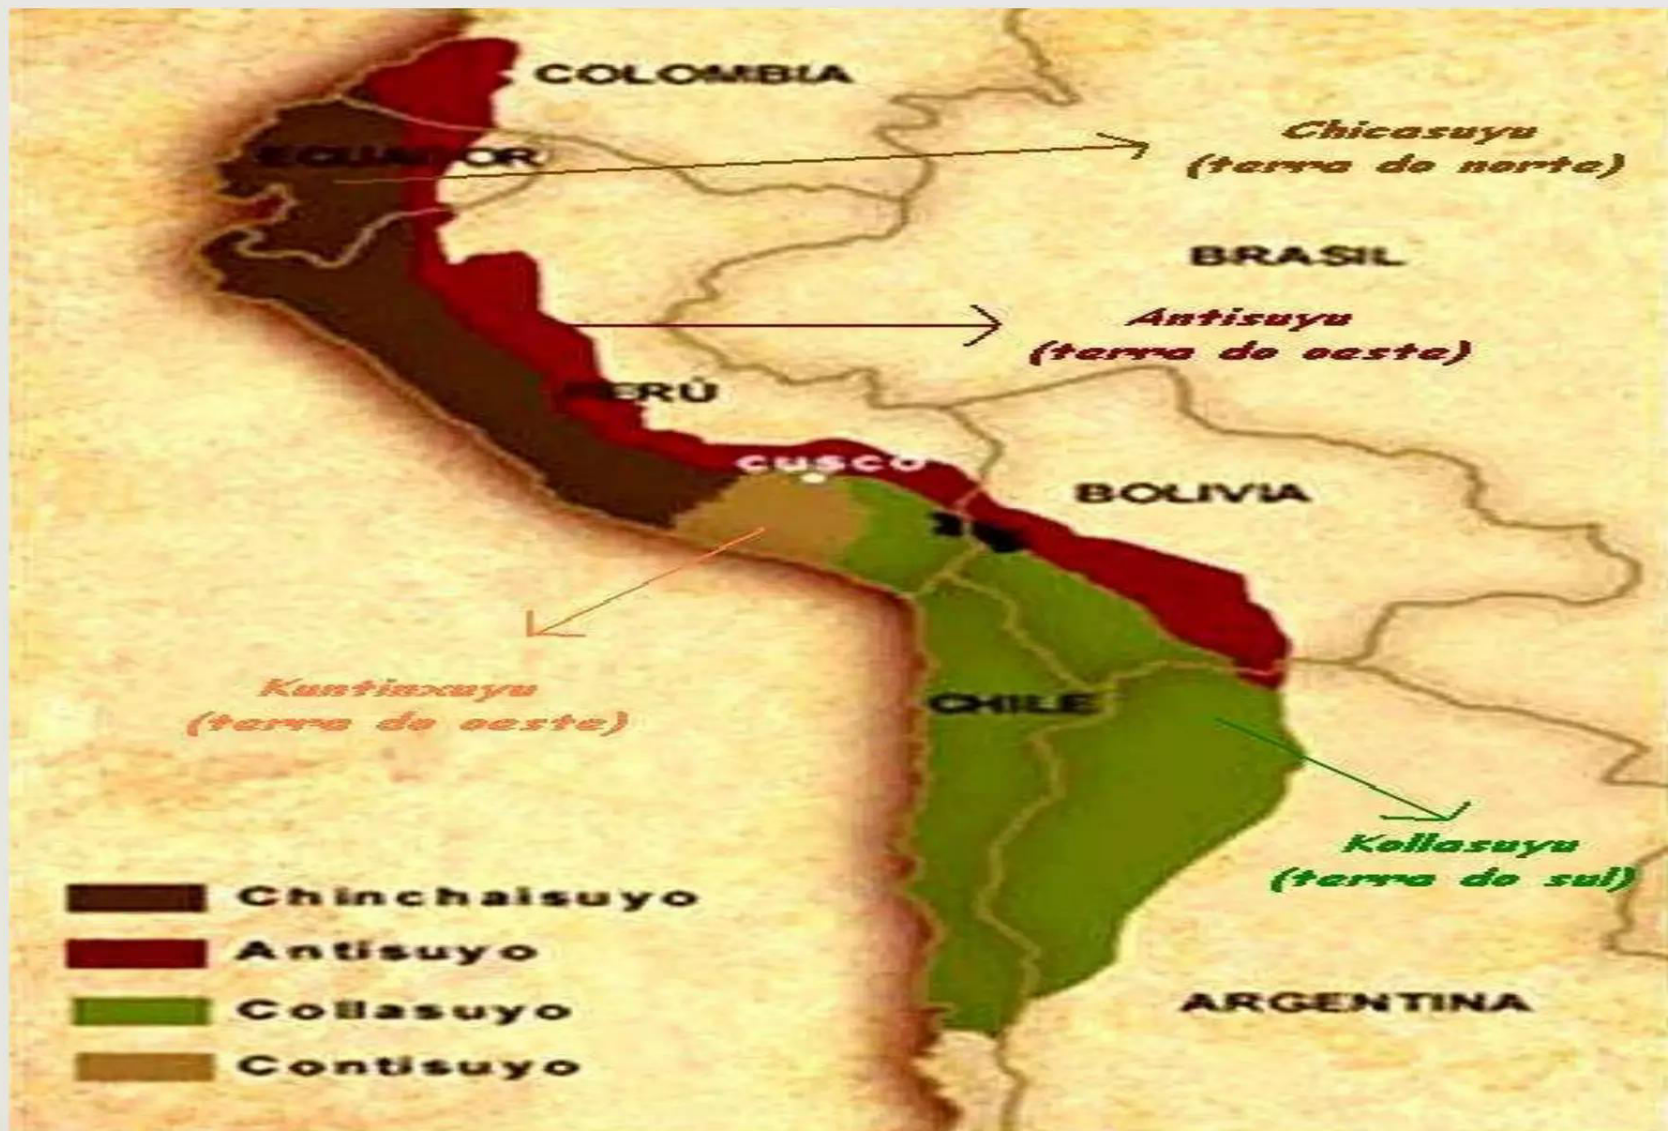 COLOMBIA
Chicasuyu
(terra do norte)
ECUADOR
BRASIL
Antisuyu
(terra do oeste)
PERÚ
CUSCO
BOLIVIA
Kuntinxuyu
(terra do oeste)
CHILE
Kollasuyu
(terra do sul)
Chinchaisuyo
Antisuyo
Collasuyo
Contisuyo
ARGENTINA